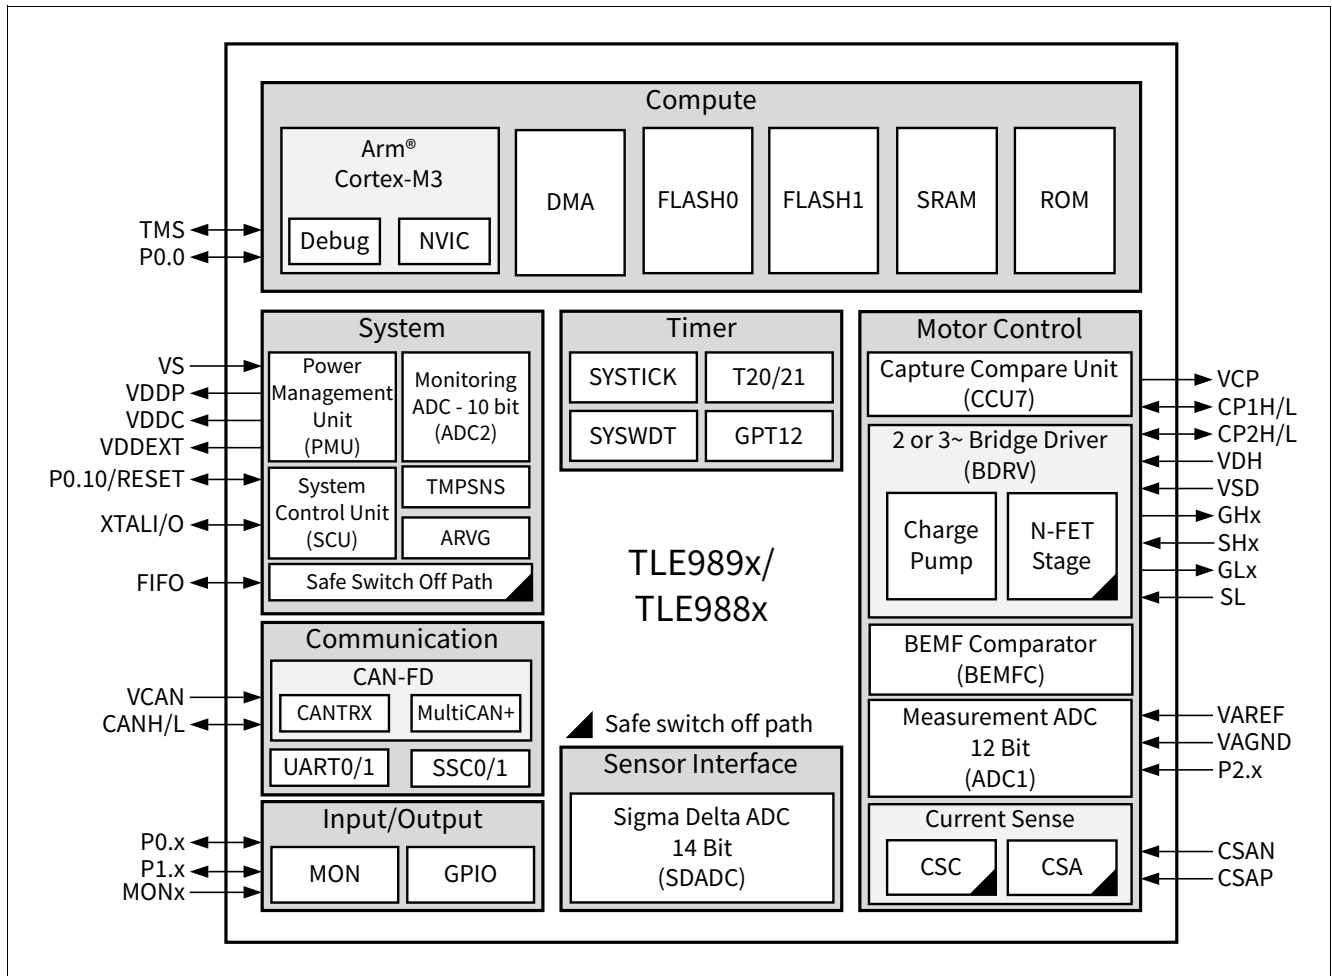 Compute
Arm®
Cortex-M3
Debug
NVIC
DMA
FLASH0
FLASH1
SRAM
ROM
TMS
P0.0
System
Power
Management
Unit
(PMU)
Monitoring
ADC - 10 bit
(ADC2)
System
Control Unit
(SCU)
TMPSNS
ARVG
Safe Switch Off Path
VS
VDDP
VDDC
VDDEXT
P0.10/RESET
XTALI/O
FIFO
Timer
SYSTICK
T20/21
SYSWDT
GPT12
Motor Control
Capture Compare Unit
(CCU7)
2 or 3~ Bridge Driver
(BDRV)
Charge
Pump
N-FET
Stage
BEMF Comparator
(BEMFC)
Measurement ADC
12 Bit
(ADC1)
Current Sense
CSC
CSA
VCP
CP1H/L
CP2H/L
VDH
VSD
GHx
SHx
GLx
SL
VAREF
VAGND
P2.x
CSAN
CSAP
TLE989x/
TLE988x
Communication
CAN-FD
CANTRX
MultiCAN+
UART0/1
SSC0/1
VCAN
CANH/L
Safe switch off path
Sensor Interface
Sigma Delta ADC
14 Bit
(SDADC)
Input/Output
MON
GPIO
P0.x
P1.x
MONx